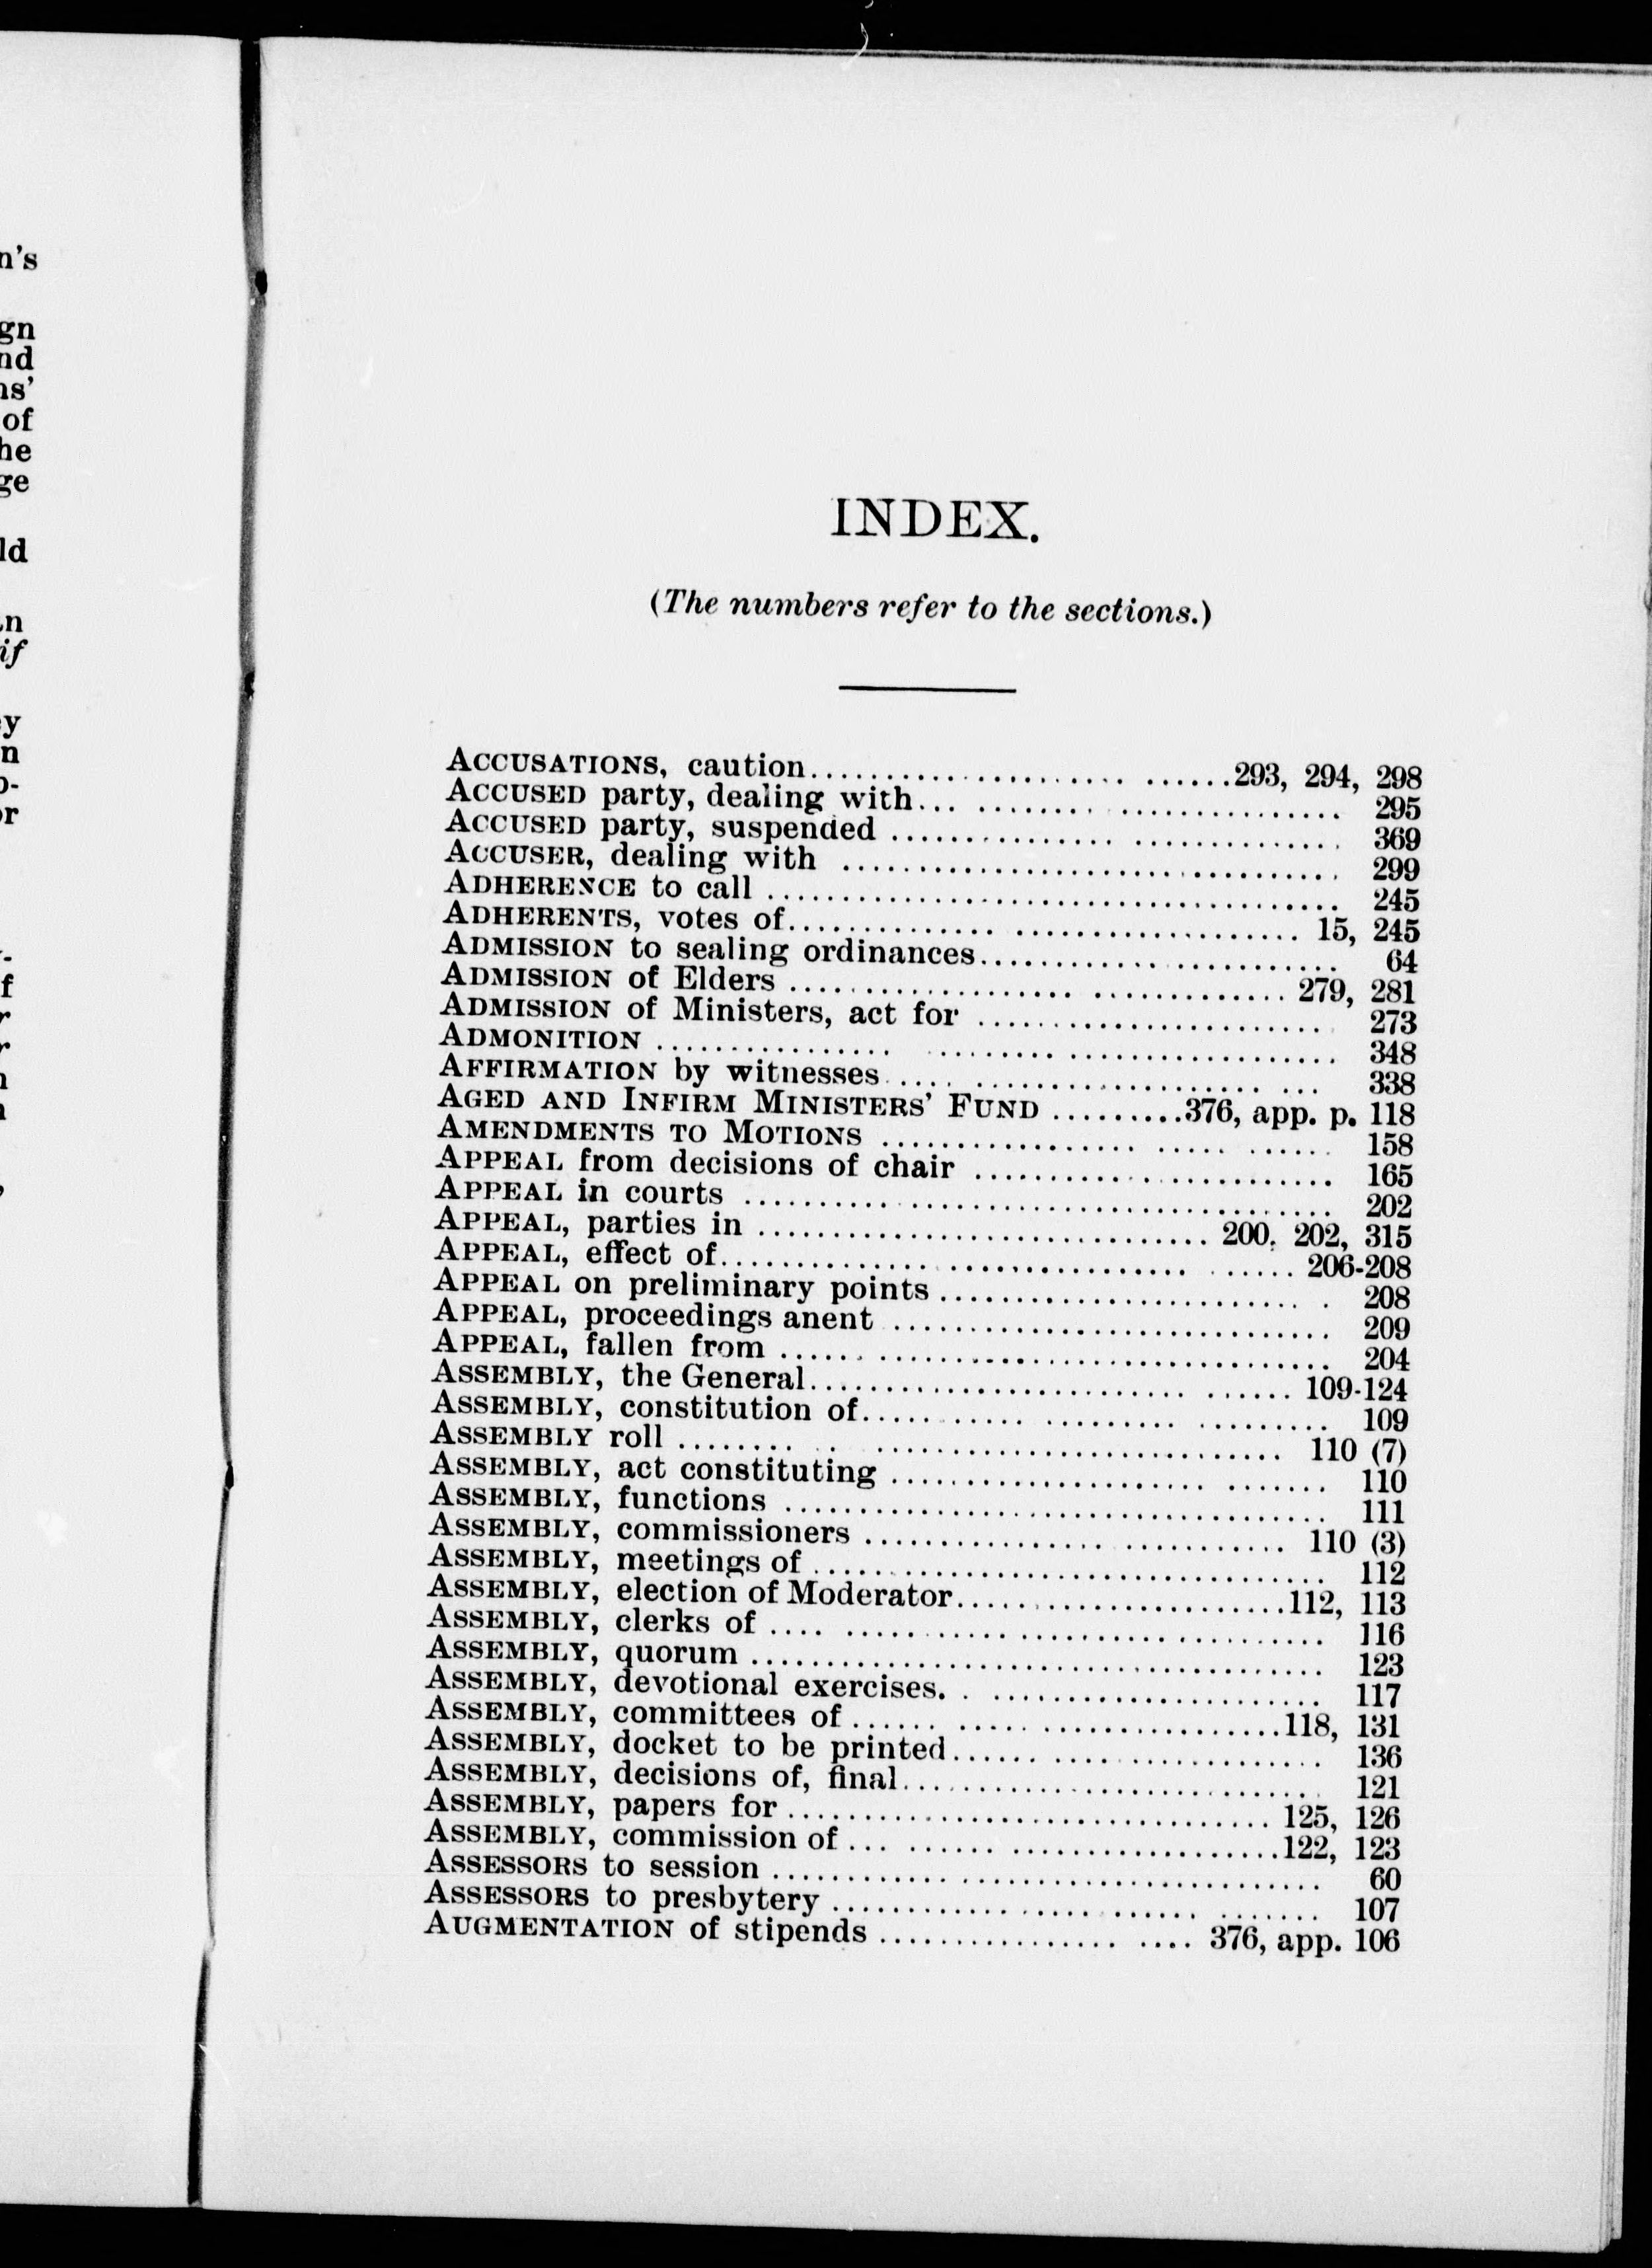 INDEX.
(The numbers refer to the sections.)
ACCUSATIONS, caution.............................293, 294, 298
ACCUSED party, dealing with............................. 295
ACCUSED party, suspended ............................. 369
ACCUSER, dealing with ............................. 299
ADHERENCE to call ............................. 245
ADHERENTS, votes of............................. 15, 245
ADMISSION to sealing ordinances............................. 64
ADMISSION of Elders ............................. 279, 281
ADMISSION of Ministers, act for ............................. 273
ADMONITION ............................. 348
AFFIRMATION by witnesses............................. 338
AGED AND INFIRM MINISTERS' FUND .........376, app. p. 118
AMENDMENTS TO MOTIONS ............................. 158
APPEAL from decisions of chair ............................. 165
APPEAL in courts ............................. 202
APPEAL, parties in ............................. 200, 202, 315
APPEAL, effect of............................. 206-208
APPEAL on preliminary points ............................. 208
APPEAL, proceedings anent ............................. 209
APPEAL, fallen from ............................. 204
ASSEMBLY, the General............................. 109-124
ASSEMBLY, constitution of............................. 109
ASSEMBLY roll ............................. 110 (7)
ASSEMBLY, act constituting ............................. 110
ASSEMBLY, functions ............................. 111
ASSEMBLY, commissioners ............................. 110 (3)
ASSEMBLY, meetings of ............................. 112
ASSEMBLY, election of Moderator.............................112, 113
ASSEMBLY, clerks of ............................. 116
ASSEMBLY, quorum ............................. 123
ASSEMBLY, devotional exercises. ............................. 117
ASSEMBLY, committees of .............................118, 131
ASSEMBLY, docket to be printed............................. 136
ASSEMBLY, decisions of, final............................. 121
ASSEMBLY, papers for ............................. 125, 126
ASSEMBLY, commission of .............................122, 123
ASSESSORS to session ............................. 60
ASSESSORS to presbytery ............................. 107
AUGMENTATION of stipends .................... 376, app. 106